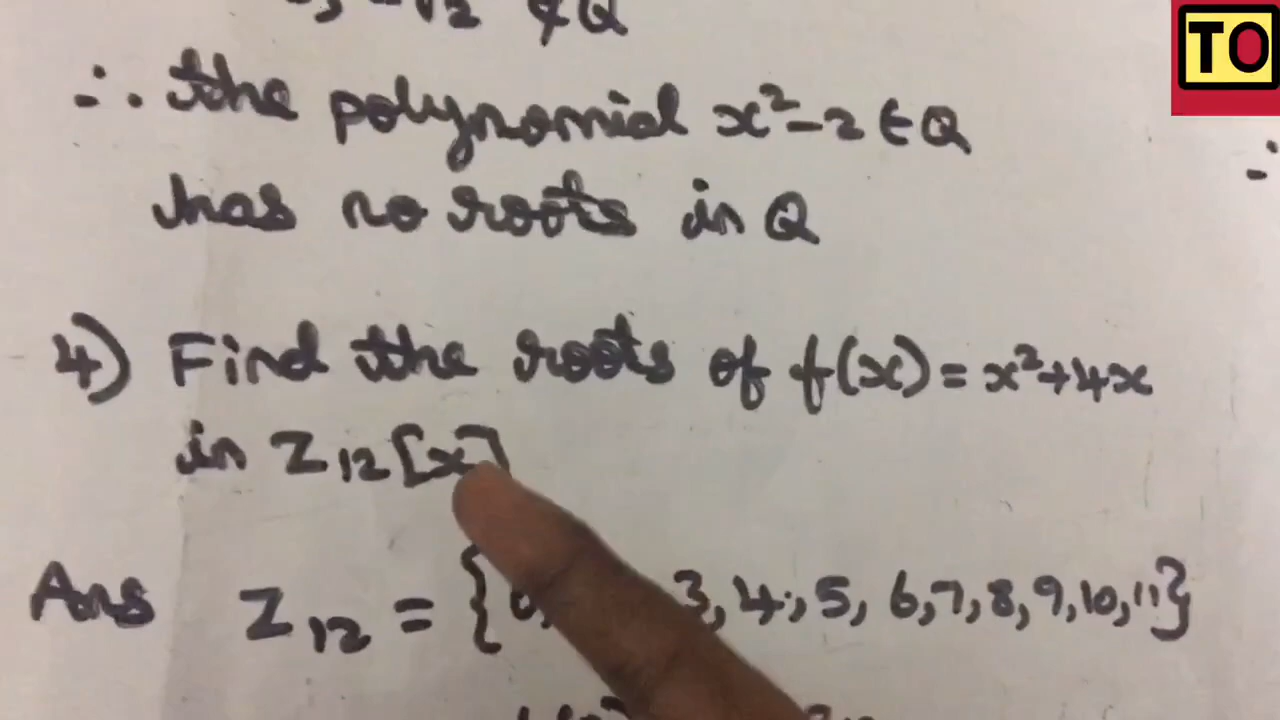 TO
∴ the polynomial x²-2 ∈ Q
has no roots in Q
4) Find the roots of f(x) = x²+4x
in Z₁₂[x]
Ans Z₁₂ = { 0, 3, 4, 5, 6, 7, 8, 9, 10, 11}